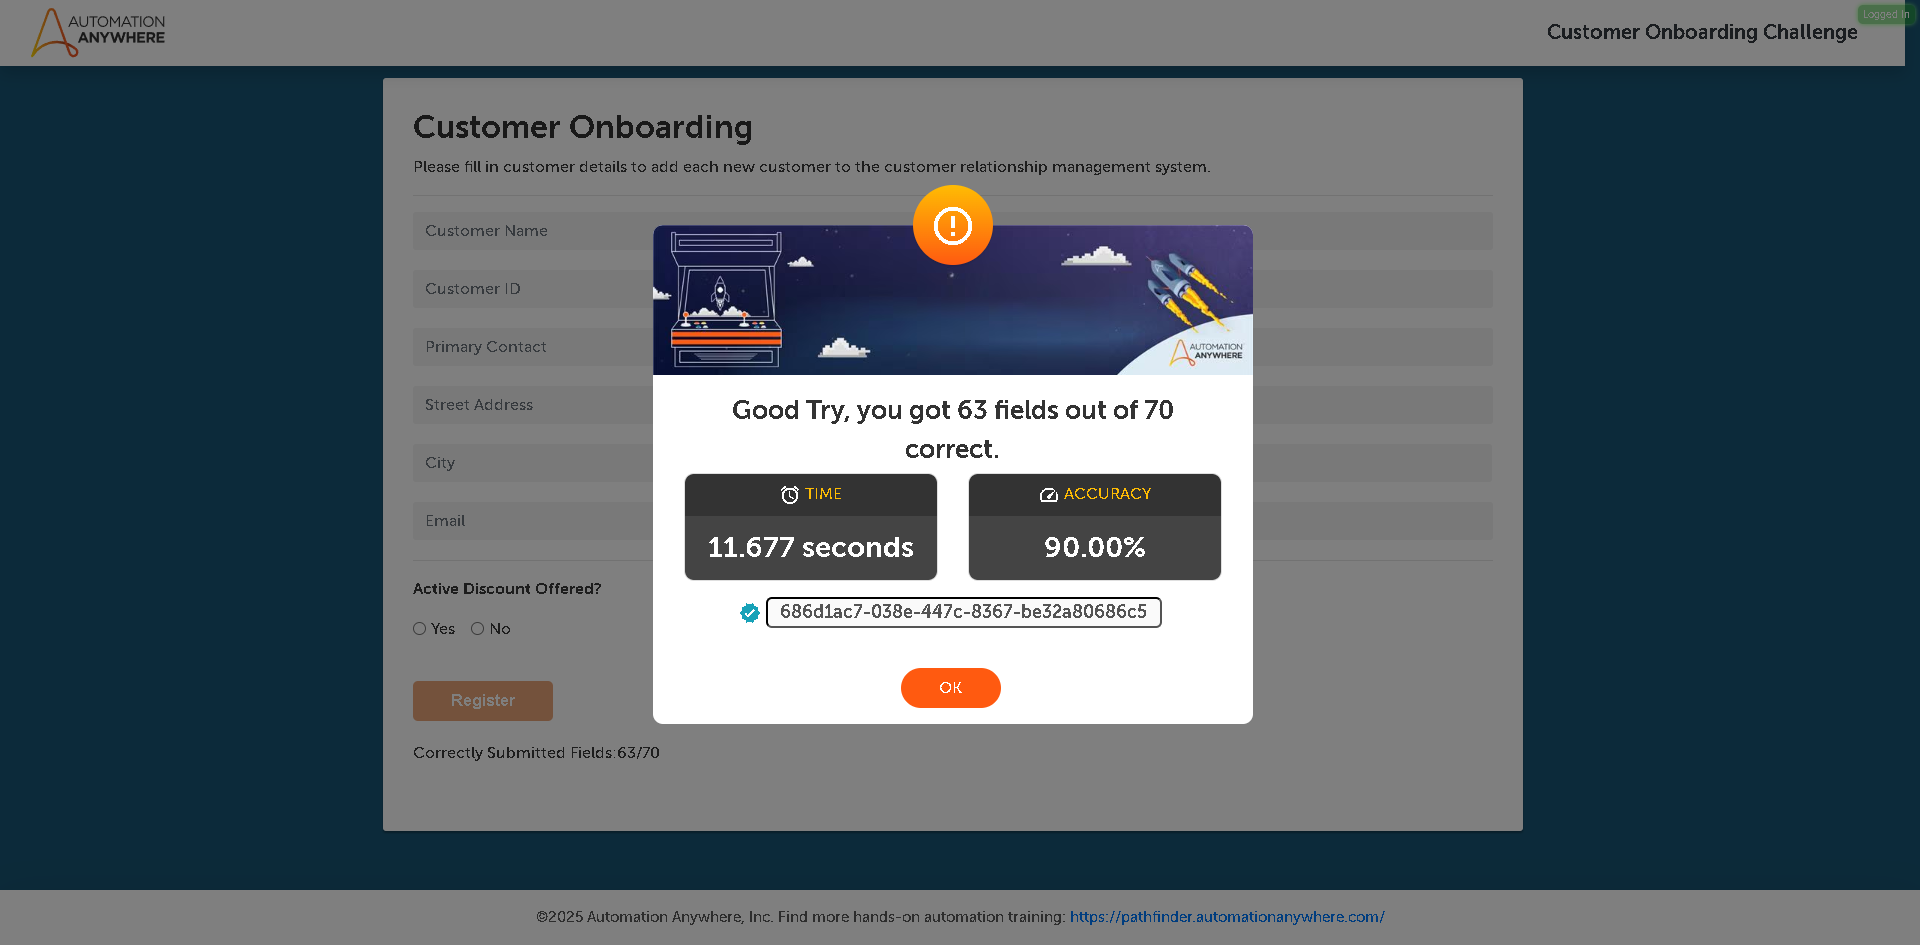 AUTOMATION
ANYWHERE
Customer Onboarding Challenge
Logged In
Customer Onboarding
Please fill in customer details to add each new customer to the customer relationship management system.
Customer Name
Customer ID
Primary Contact
Street Address
City
Email
AUTOMATION
ANYWHERE
Good Try, you got 63 fields out of 70
correct.
TIME
ACCURACY
11.677 seconds
90.00%
686d1ac7-038e-447c-8367-be32a80686c5
OK
Active Discount Offered?
Yes No
Register
Correctly Submitted Fields:63/70
©2025 Automation Anywhere, Inc. Find more hands-on automation training: https://pathfinder.automationanywhere.com/